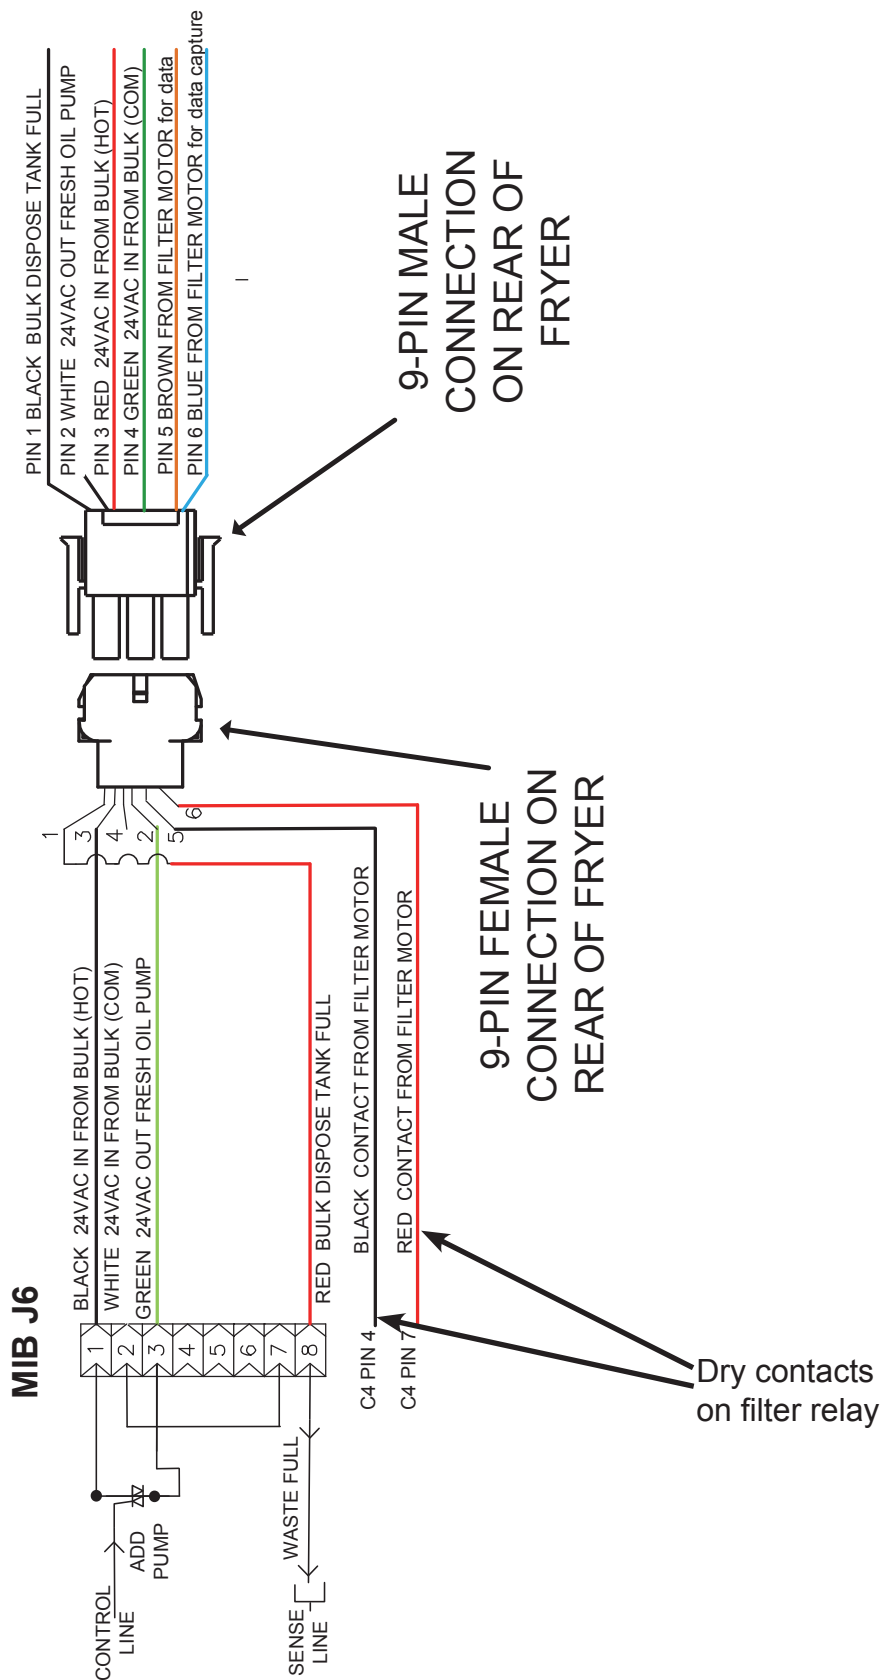 PIN 1 BLACK BULK DISPOSE TANK FULL
PIN 2 WHITE 24VAC OUT FRESH OIL PUMP
PIN 3 RED 24VAC IN FROM BULK (HOT)
PIN 4 GREEN 24VAC IN FROM BULK (COM)
PIN 5 BROWN FROM FILTER MOTOR for data
PIN 6 BLUE FROM FILTER MOTOR for data capture
9-PIN MALE
CONNECTION
ON REAR OF
FRYER
1
3
4
2
5
6
9-PIN FEMALE
CONNECTION ON
REAR OF FRYER
BLACK 24VAC IN FROM BULK (HOT)
WHITE 24VAC IN FROM BULK (COM)
GREEN 24VAC OUT FRESH OIL PUMP
RED BULK DISPOSE TANK FULL
BLACK CONTACT FROM FILTER MOTOR
RED CONTACT FROM FILTER MOTOR
MIB J6
1
2
3
4
5
6
7
8
C4 PIN 4
C4 PIN 7
Dry contacts
on filter relay
CONTROL
LINE
ADD
PUMP
WASTE FULL
SENSE
LINE